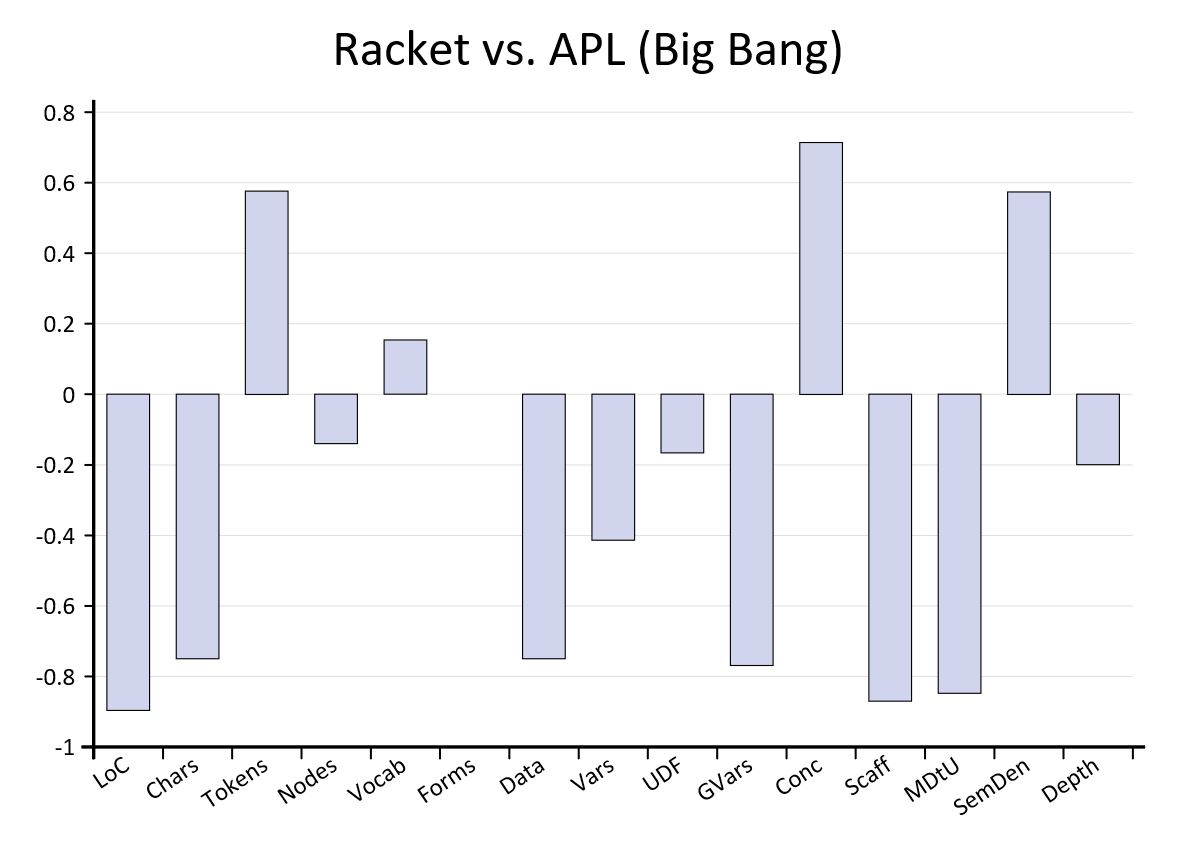 Racket vs. APL (Big Bang)
0.8
0.6
0.4
0.2
0
-0.2
-0.4
-0.6
-0.8
-1
LoC
Chars
Tokens
Nodes
Vocab
Forms
Data
Vars
UDF
GVars
Conc
Scaff
MDtU
SemDen
Depth